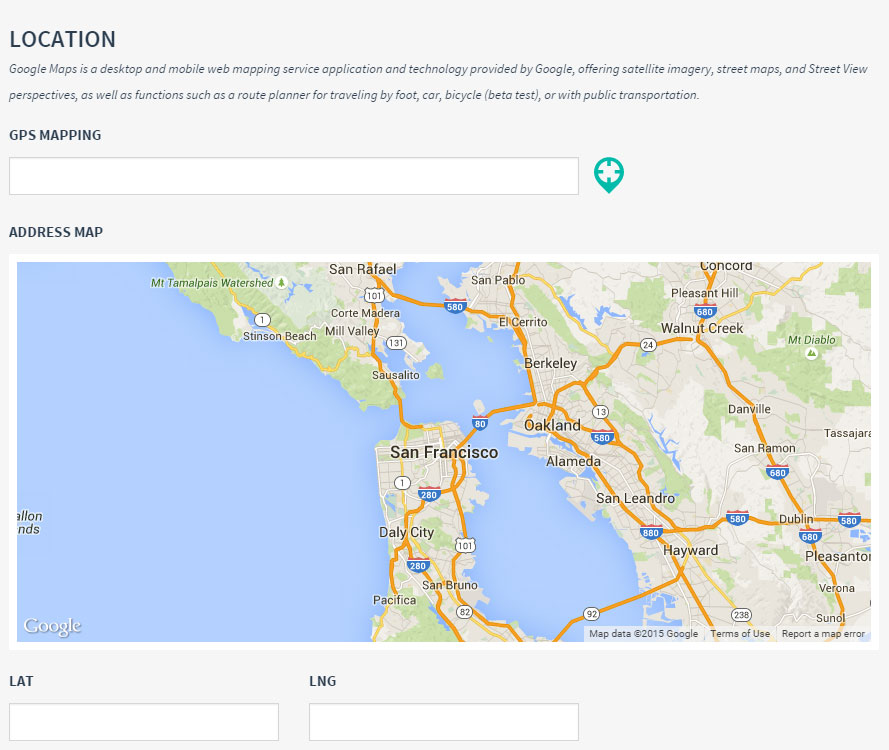 LOCATION
Google Maps is a desktop and mobile web mapping service application and technology provided by Google, offering satellite imagery, street maps, and Street View
perspectives, as well as functions such as a route planner for traveling by foot, car, bicycle (beta test), or with public transportation.
GPS MAPPING
ADDRESS MAP
San Rafael
Concord
Mt Tamalpais Watershed
San Pablo
Pleasant Hill
101
580
680
Corte Madera
1
El Cerrito
Mill Valley
Walnut Creek
Stinson Beach
131
24
Mt Diablo
Berkeley
Sausalito
Danville
13
80
Oakland
580
Tassajara
San Francisco
San Ramon
Alameda
680
1
280
San Leandro
allon
nds
580
Dublin
580
Daly City
880
680
101
Hayward
Pleasanton
280
San Bruno
Verona
Pacifica
82
92
238
Sunol
Google
Map data ©2015 Google
Terms of Use
Report a map error
LAT
LNG